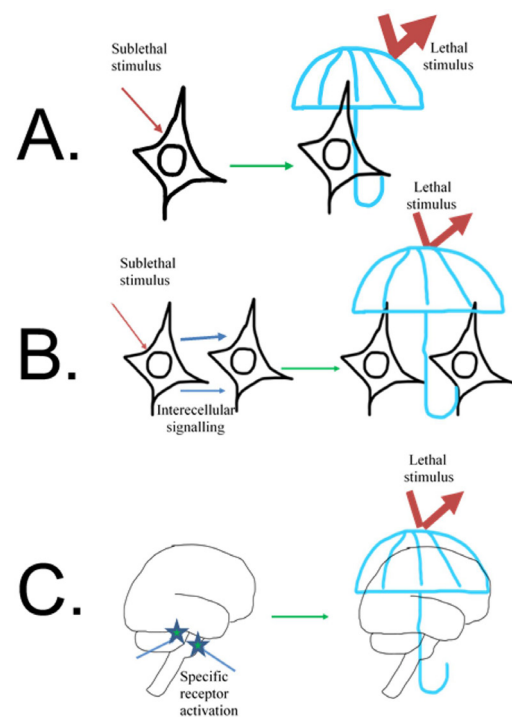 Sublethal
stimulus
Lethal
stimulus
A.
Sublethal
stimulus
Lethal
stimulus
B.
Interecellular
signalling
Lethal
stimulus
C.
Specific
receptor
activation